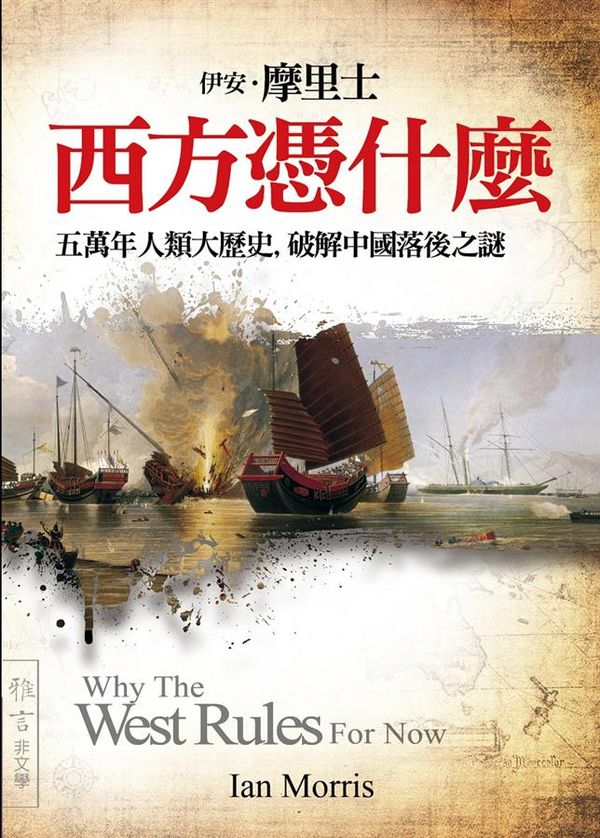 伊安·摩里士
西方憑什麼
五萬年人類大歷史, 破解中國落後之謎
Why The
West Rules For Now
Ian Morris
雅言
非文學